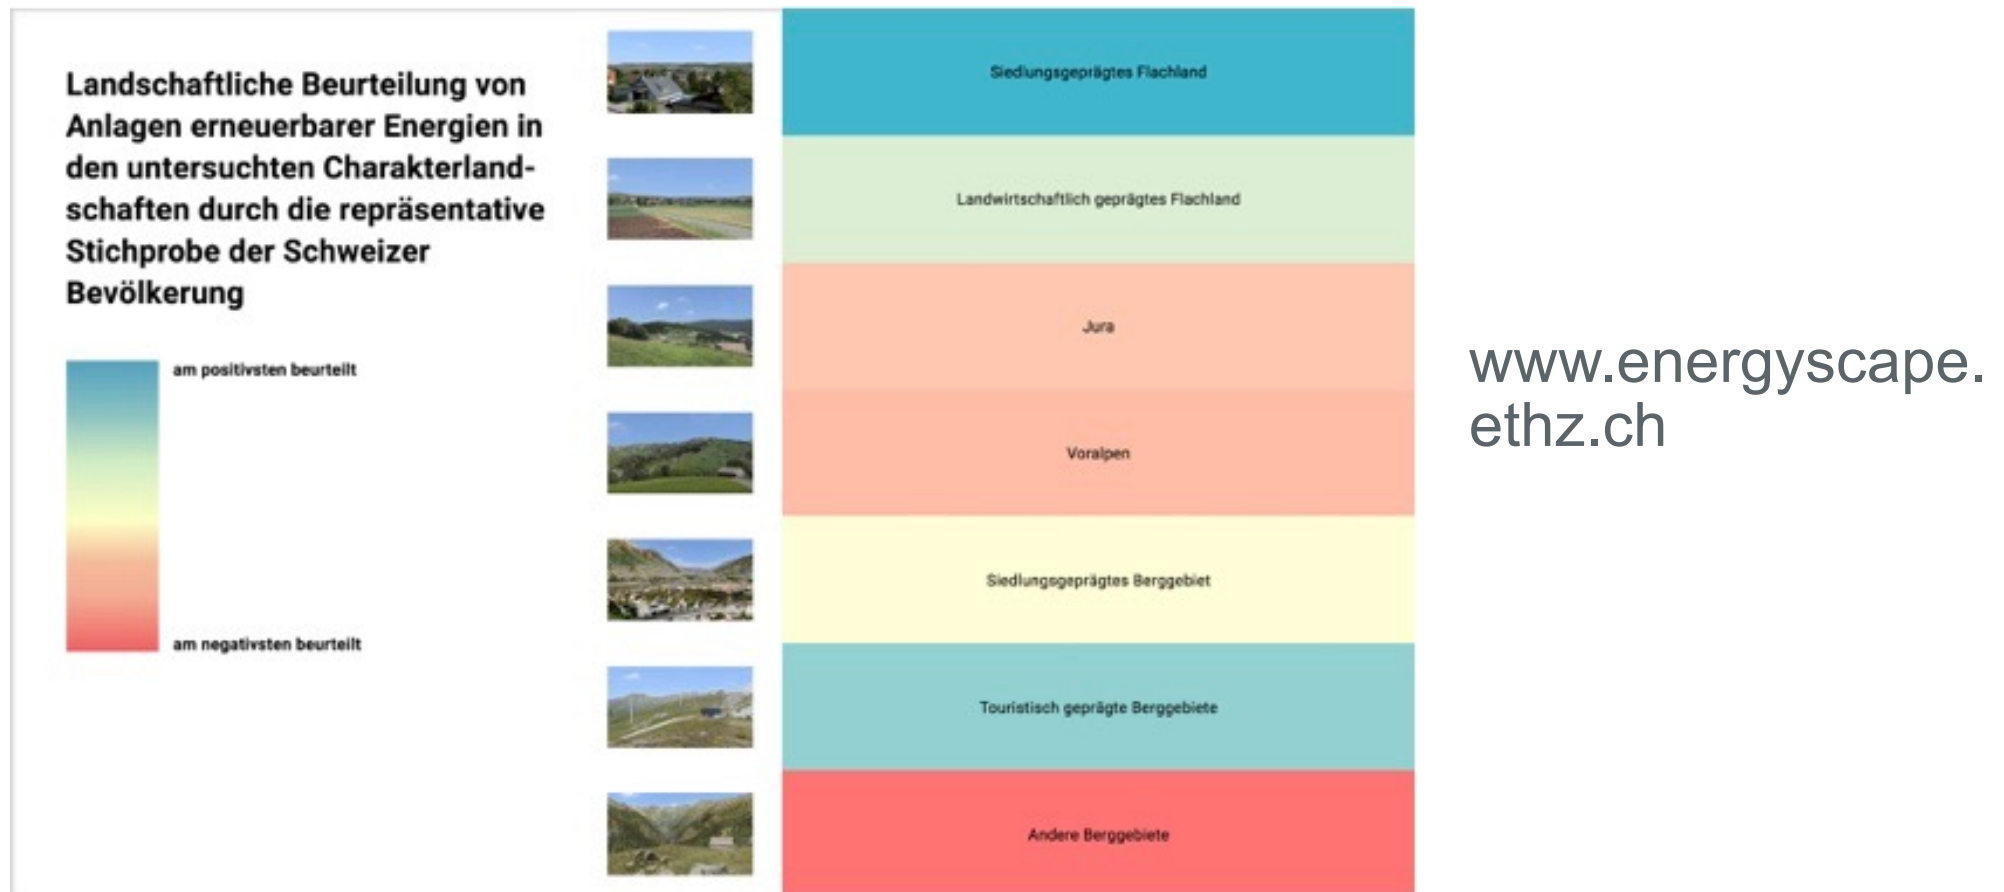 Landschaftliche Beurteilung von
Anlagen erneuerbarer Energien in
den untersuchten Charakterland-
schaften durch die repräsentative
Stichprobe der Schweizer
Bevölkerung
am positivsten beurteilt
am negativsten beurteilt
Siedlungsgeprägtes Flachland
Landwirtschaftlich geprägtes Flachland
Jura
Voralpen
Siedlungsgeprägtes Berggebiet
Touristisch geprägte Berggebiete
Andere Berggebiete
www.energyscape.
ethz.ch